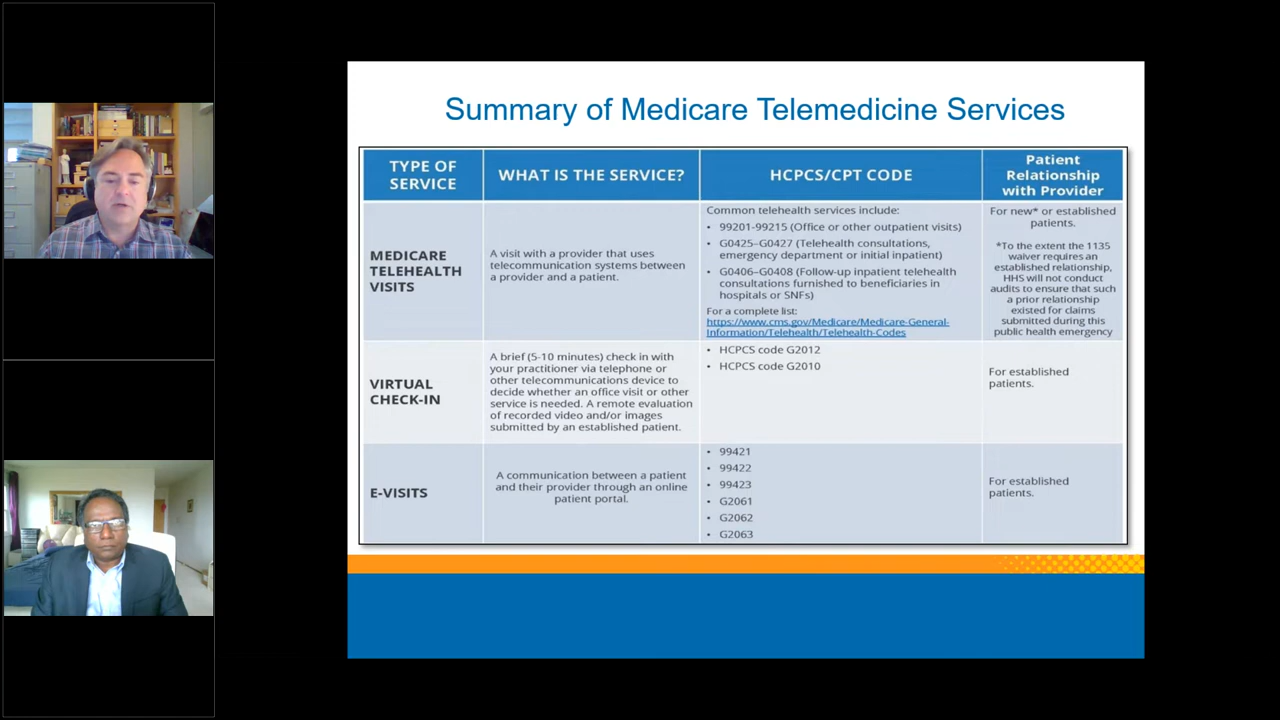 Summary of Medicare Telemedicine Services
TYPE OF
SERVICE
WHAT IS THE SERVICE?
HCPCS/CPT CODE
Patient
Relationship
with Provider
MEDICARE
TELEHEALTH
VISITS
A visit with a provider that uses
telecommunication systems between
a provider and a patient.
Common telehealth services include:
• 99201-99215 (Office or other outpatient visits)
• G0425–G0427 (Telehealth consultations,
emergency department or initial inpatient)
• G0406–G0408 (Follow-up inpatient telehealth
consultations furnished to beneficiaries in
hospitals or SNFs)
For a complete list:
https://www.cms.gov/Medicare/Medicare-General-
Information/Telehealth/Telehealth-Codes
For new* or established
patients.
*To the extent the 1135
waiver requires an
established relationship,
HHS will not conduct
audits to ensure that such
a prior relationship
existed for claims
submitted during this
public health emergency
VIRTUAL
CHECK-IN
A brief (5-10 minutes) check in with
your practitioner via telephone or
other telecommunications device to
decide whether an office visit or other
service is needed. A remote evaluation
of recorded video and/or images
submitted by an established patient.
• HCPCS code G2012
• HCPCS code G2010
For established
patients.
E-VISITS
A communication between a patient
and their provider through an online
patient portal.
• 99421
• 99422
• 99423
• G2061
• G2062
• G2063
For established
patients.